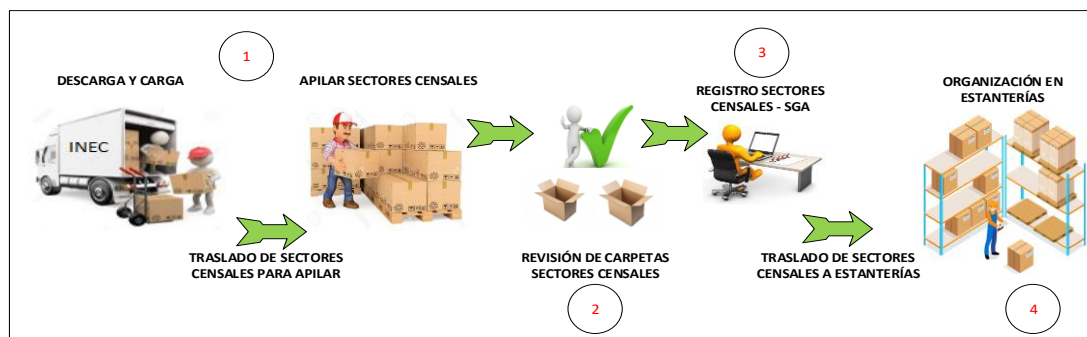 1
DESCARGA Y CARGA
INEC
TRASLADO DE SECTORES
CENSALES PARA APILAR
APILAR SECTORES CENSALES
REVISIÓN DE CARPETAS
SECTORES CENSALES
2
3
REGISTRO SECTORES
CENSALES - SGA
TRASLADO DE SECTORES
CENSALES A ESTANTERÍAS
ORGANIZACIÓN EN
ESTANTERÍAS
4